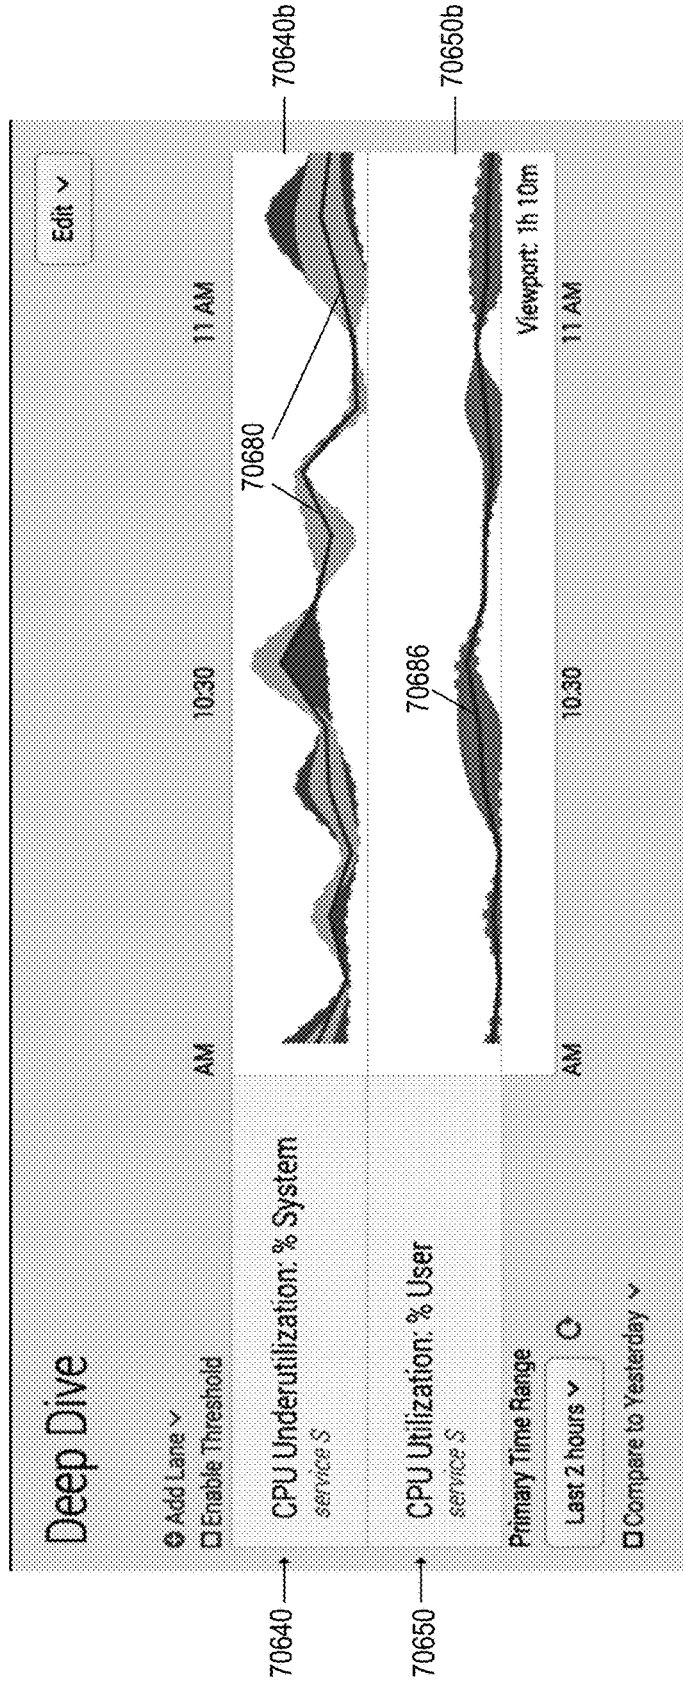 Deep Dive
Edit
Add Lane
Enable Threshold
AM 10:30 11 AM
70640
CPU Underutilization: % System
service S
70680
70640b
70650
CPU Utilization: % User
service S
70686
70650b
Primary Time Range
Viewport: 1h 10m
Last 2 hours
AM 10:30 11 AM
Compare to Yesterday